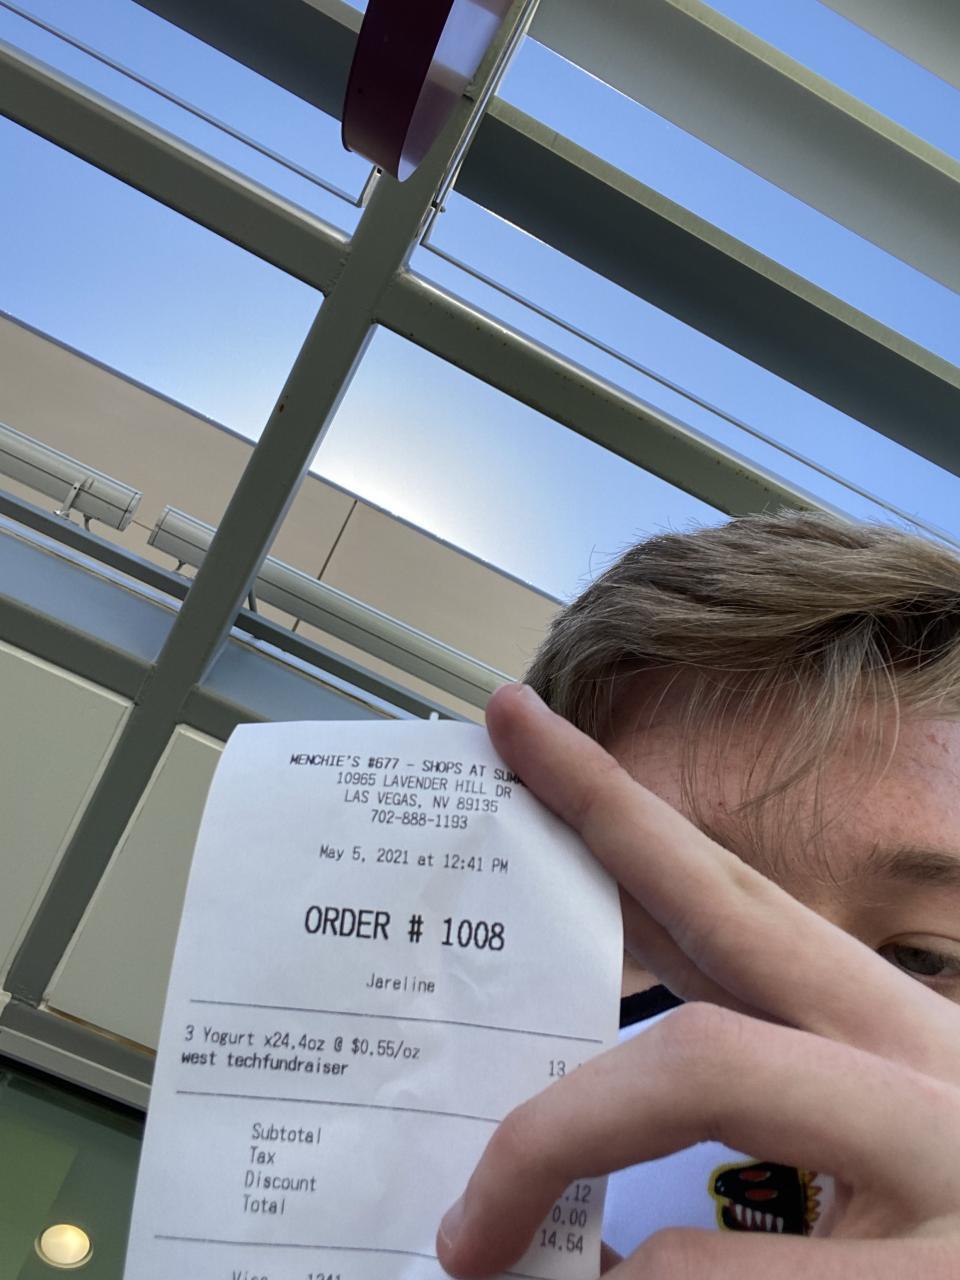 MENCHIE'S #677 - SHOPS AT
10965 LAVENDER HILL DR
LAS VEGAS, NV 89135
702-888-1193
May 5, 2021 at 12:41 PM
ORDER # 1008
Jareline
3 Yogurt x24.4oz @ $0.55/oz 13.
west techfundraiser
Subtotal
Tax .12
Discount 0.00
Total 14.54